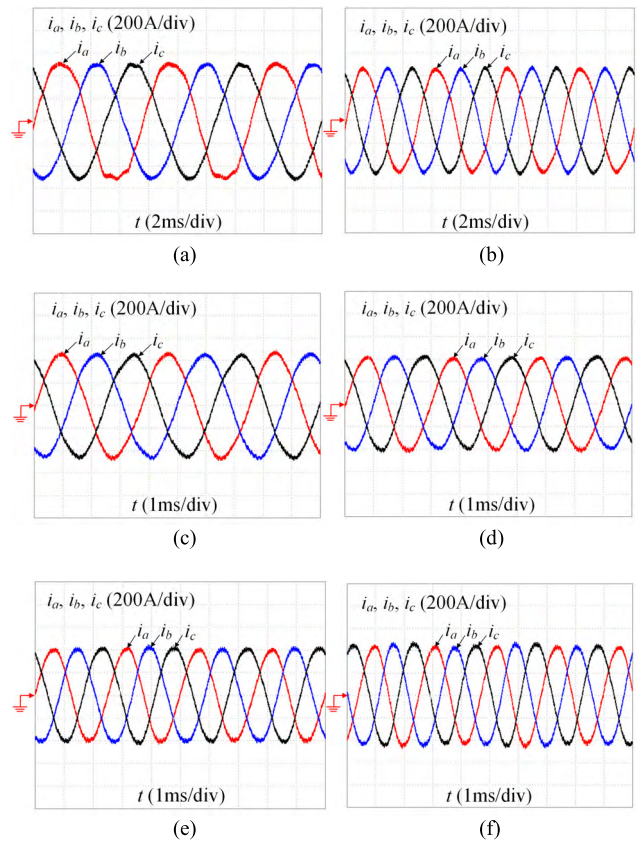 ia, ib, ic (200A/div)
ia ib ic
t (2ms/div)
(a)
ia, ib, ic (200A/div)
ia ib ic
t (2ms/div)
(b)
ia, ib, ic (200A/div)
ia ib ic
t (1ms/div)
(c)
ia, ib, ic (200A/div)
ia ib ic
t (1ms/div)
(d)
ia, ib, ic (200A/div)
ia ib ic
t (1ms/div)
(e)
ia, ib, ic (200A/div)
ia ib ic
t (1ms/div)
(f)